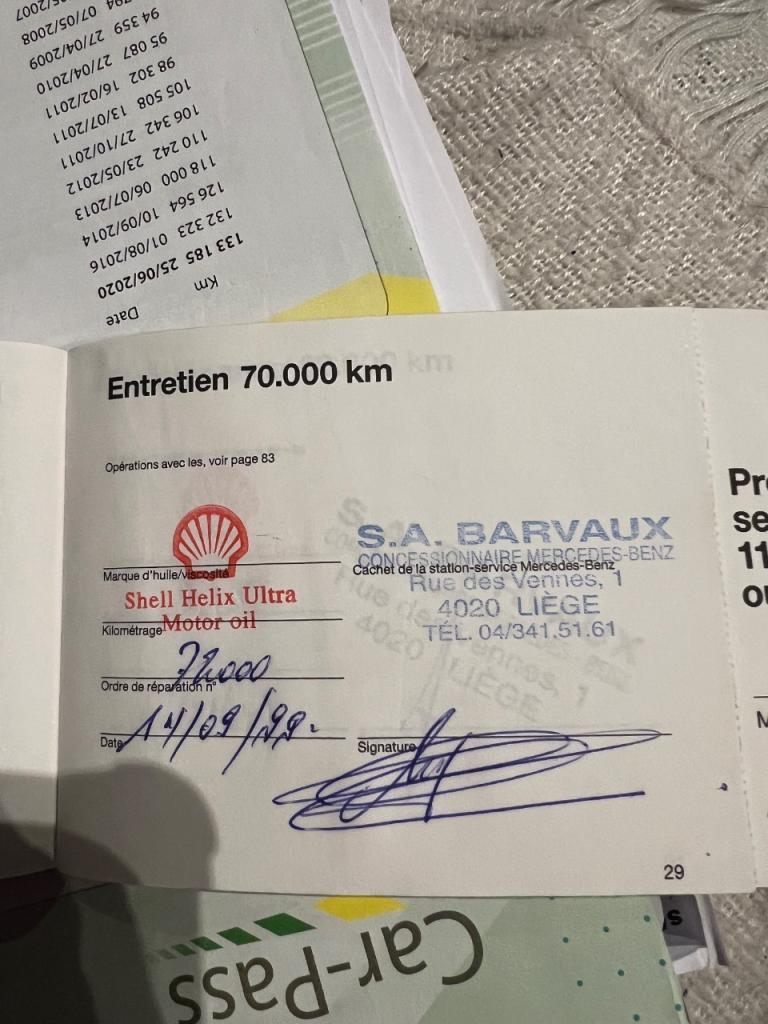 Date Km
133 185 25/06/2020
132 323 01/08/2016
126 564 10/09/2014
118 000 06/07/2013
110 242 23/05/2012
106 342 27/10/2011
105 508 13/07/2011
98 302 16/02/2011
95 087 27/04/2010
94 359 27/04/2009
07/05/2008
2007
Entretien 70.000 km
Opérations avec les, voir page 83
S.A. BARVAUX
CONCESSIONNAIRE MERCEDES-BENZ
Marque d'huile/viscosité
Cachet de la station-service Mercedes-Benz
Shell Helix Ultra
Motor oil
Rue des Vennes, 1
4020 LIÈGE
TÉL. 04/341.51.61
Kilométrage
72000
Ordre de réparation n°
Date 14/09/99.
Signature
29
Car-Pass